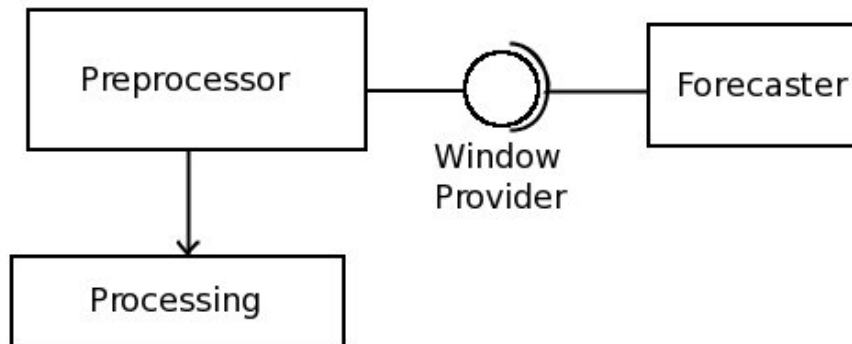 Preprocessor
Forecaster
Window
Provider
Processing